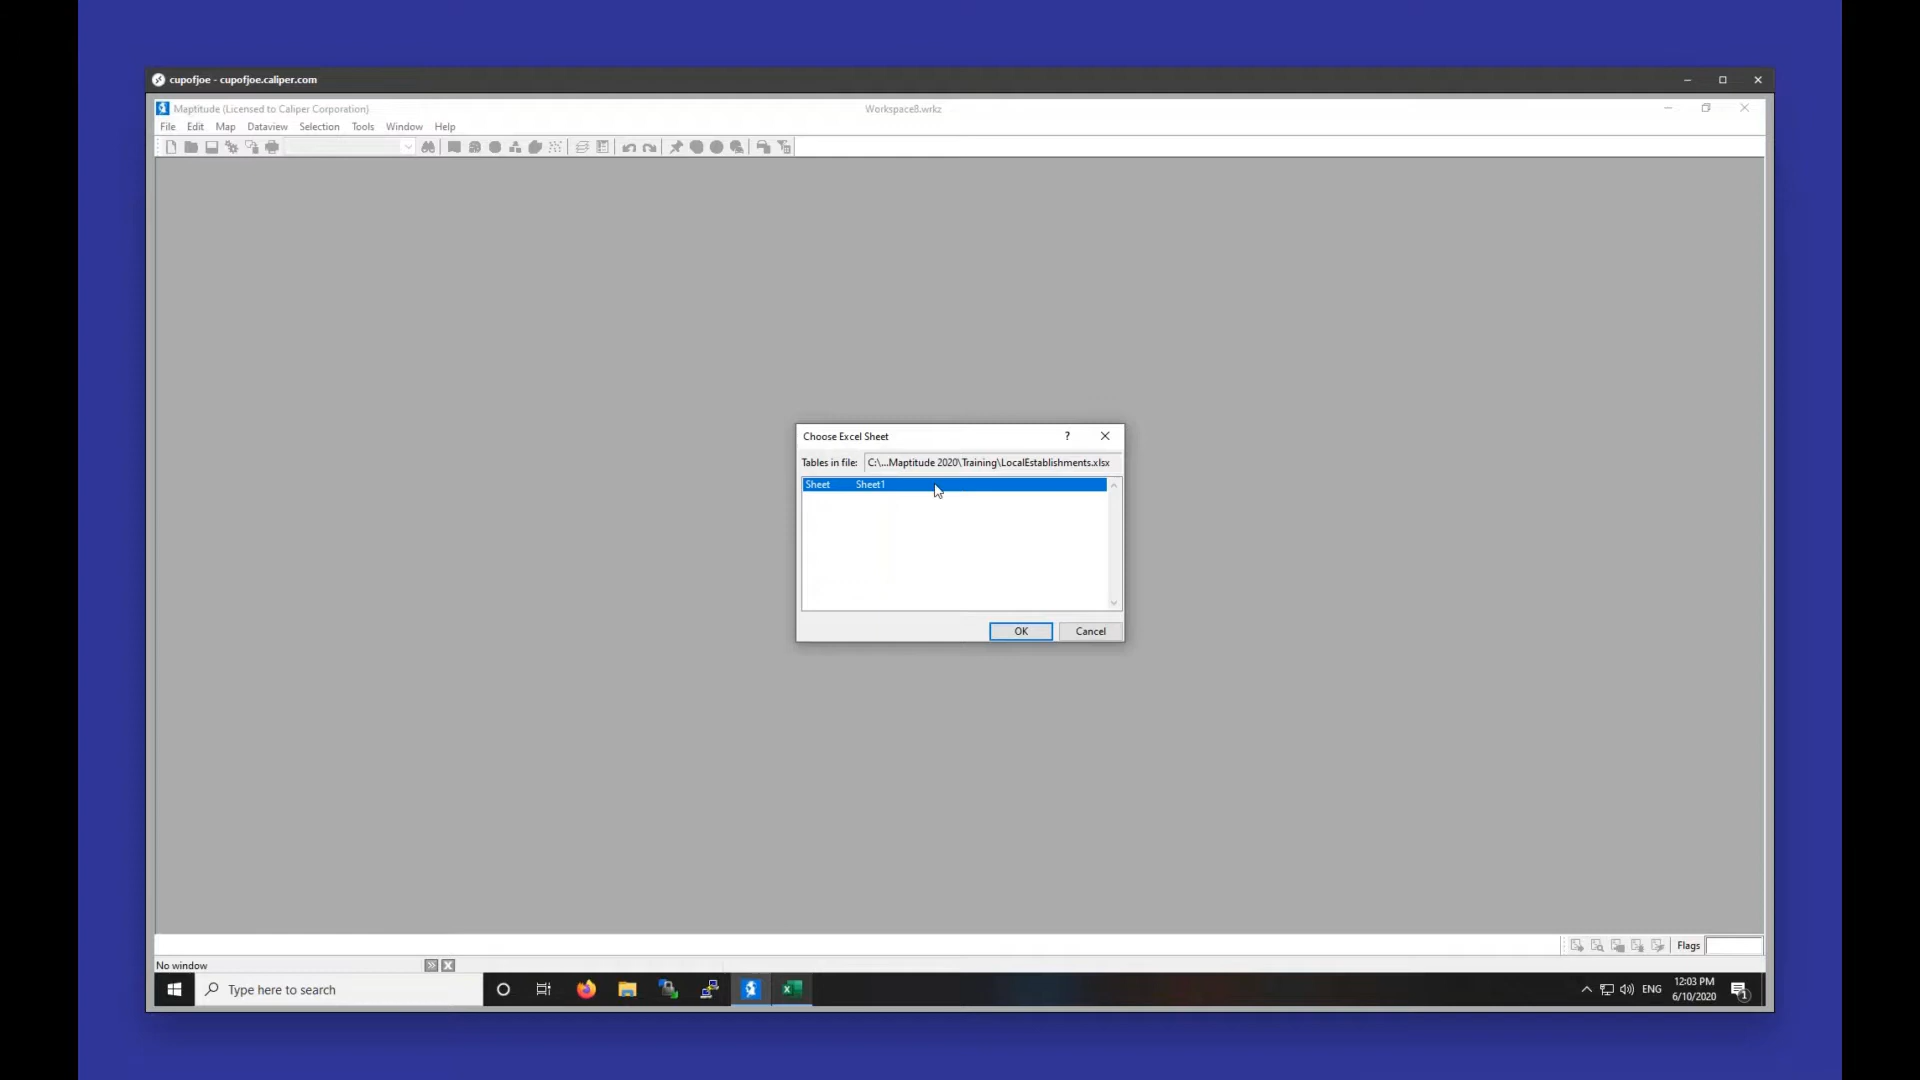 cupofjoe - cupofjoe.caliper.com
Maptitude (Licensed to Caliper Corporation) Workspace8.wrkz
File Edit Map Dataview Selection Tools Window Help
Choose Excel Sheet ?
Tables in file: C:\...Maptitude 2020\Training\LocalEstablishments.xlsx
Sheet Sheet1
OK Cancel
Flags
No window
Type here to search
ENG
12:03 PM
6/10/2020
1